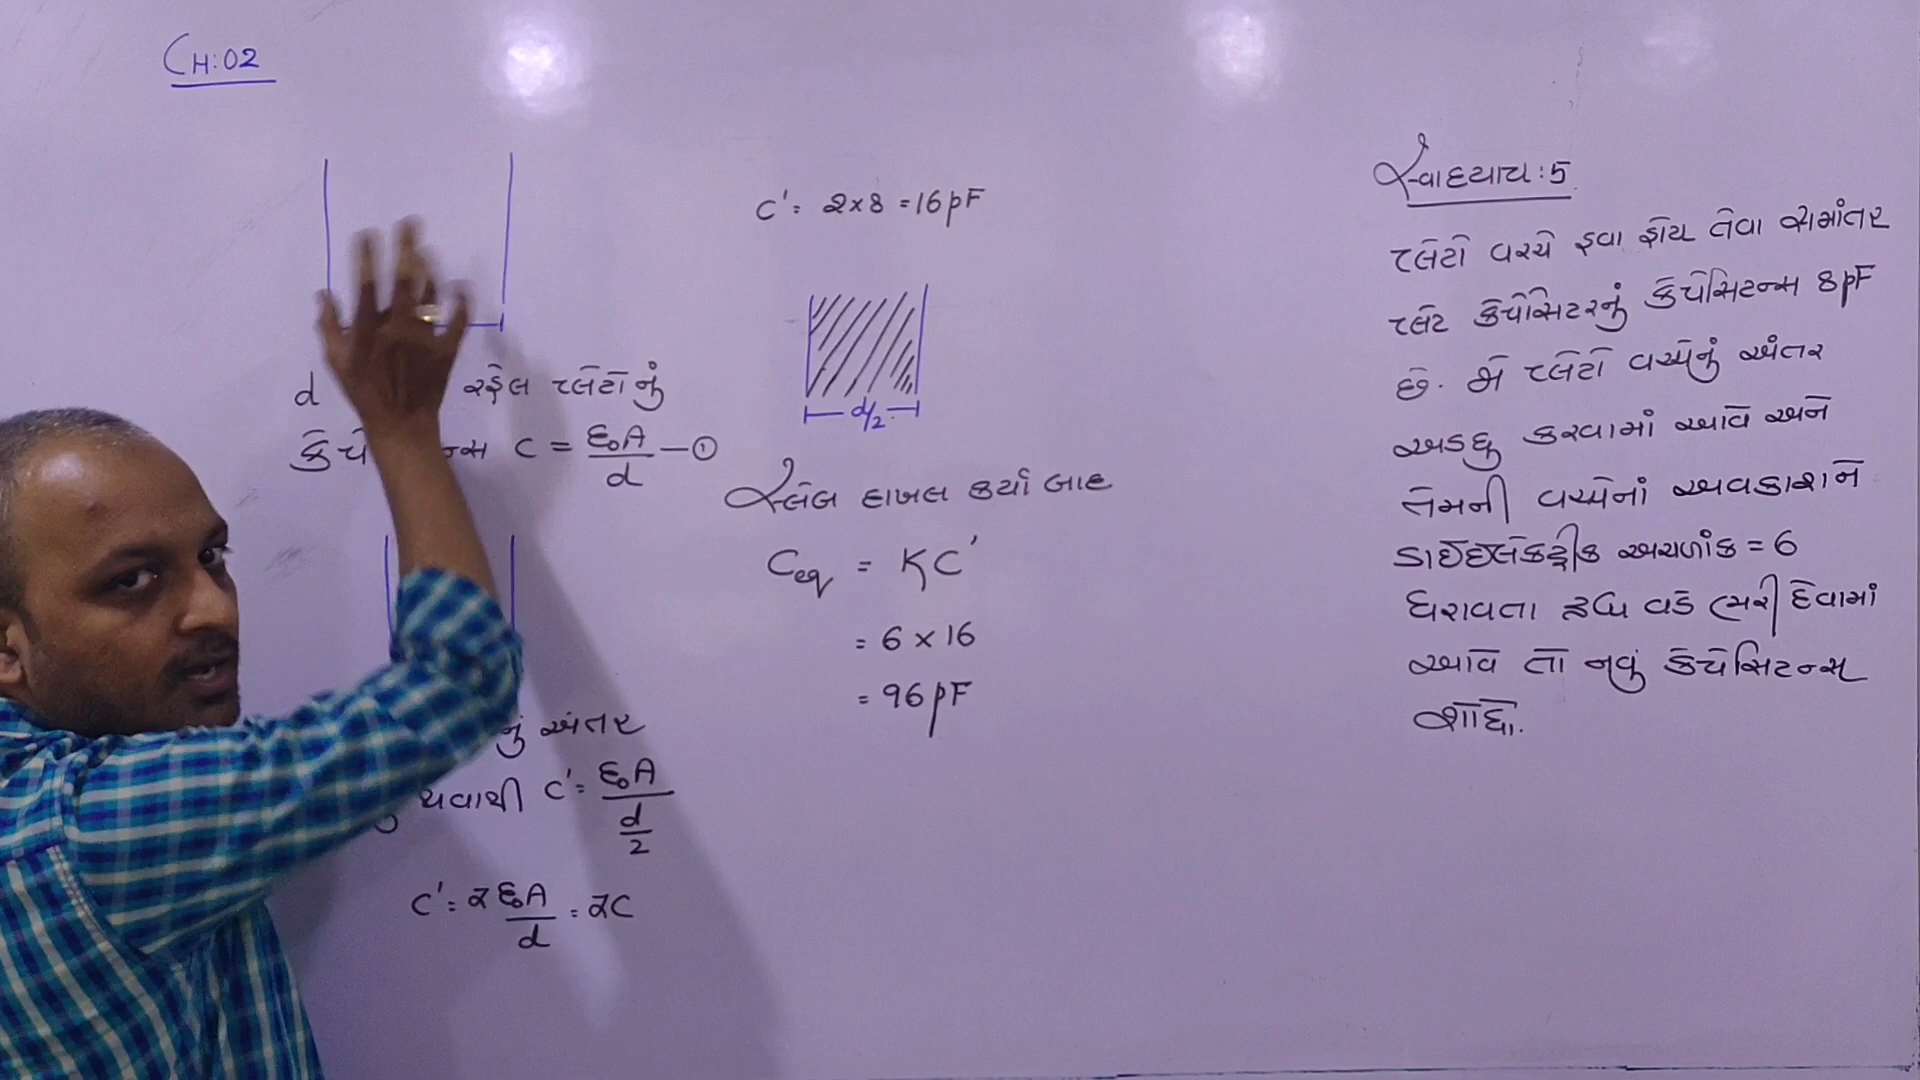 CH:02
d રહેલ પ્લેટોનું
C = ε₀A/d —①
નું અંતર
થવાથી C' = ε₀A/(d/2)
C' = 2ε₀A/d = 2C
C' = 2×8 = 16pF
d/2
સ્લેબ દાખલ કર્યા બાદ
Ceq = KC'
= 6 × 16
= 96pF
સ્વાધ્યાય:5
પ્લેટો વચ્ચે હવા હોય તેવા સમાંતર
પ્લેટ કેપેસિટરનું કેપેસિટન્સ 8pF
છે. જો પ્લેટો વચ્ચેનું અંતર
અડધુ કરવામાં આવે અને
તેમની વચ્ચેનાં અવકાશને
ડાઈઈલેકટ્રીક અચળાંક = 6
ધરાવતા દ્રવ્ય વડે ભરી દેવામાં
આવે તો નવું કેપેસિટન્સ
શોધો.